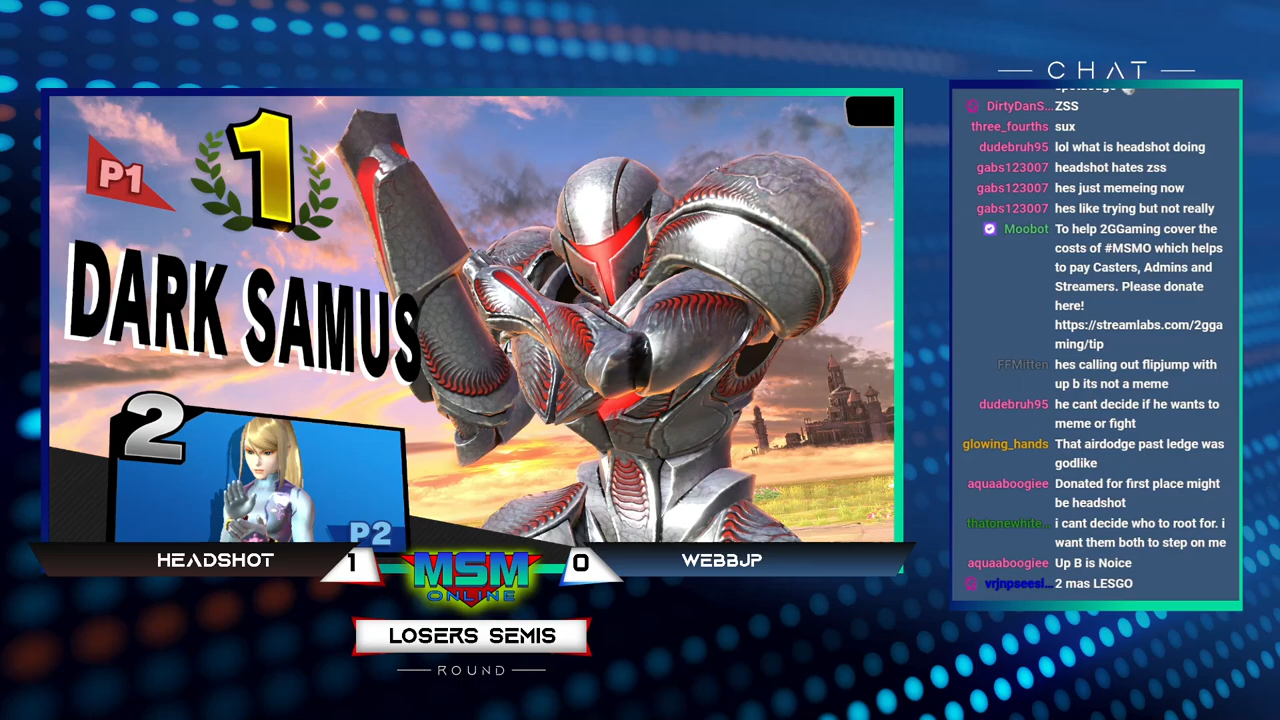 CHAT
DirtyDanS... ZSS
three_fourths sux
dudebruh95 lol what is headshot doing
gabs123007 headshot hates zss
gabs123007 hes just memeing now
gabs123007 hes like trying but not really
Moobot To help 2GGaming cover the
costs of #MSMO which helps
to pay Casters, Admins and
Streamers. Please donate
here!
https://streamlabs.com/2gga
ming/tip
FFMitten hes calling out flipjump with
up b its not a meme
dudebruh95 he cant decide if he wants to
meme or fight
glowing_hands That airdodge past ledge was
godlike
aquaaboogiee Donated for first place might
be headshot
thatonewhite... i cant decide who to root for. i
want them both to step on me
aquaaboogiee Up B is Noice
vrjnpseesl... 2 mas LESGO
P1
1
DARK SAMUS
2
P2
HEADSHOT 1
MSM
ONLINE
0 WEBBJP
LOSERS SEMIS
ROUND